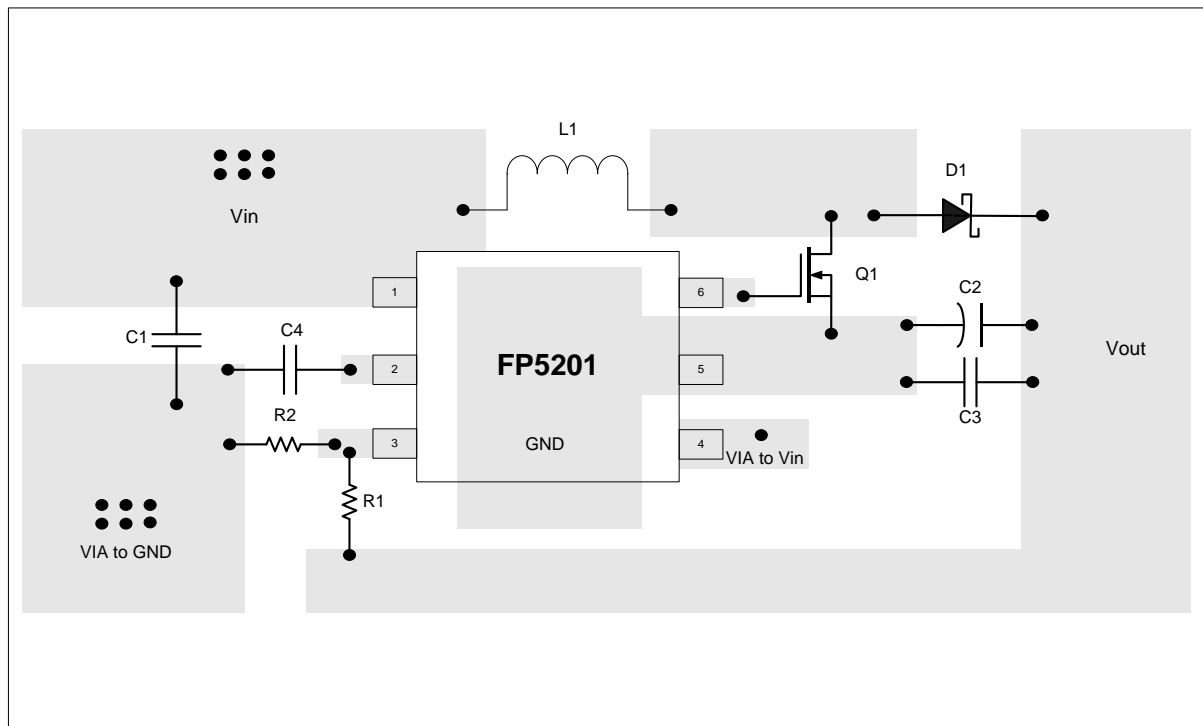 L1
D1
Vin
Q1
1
6
C2
C1
C4
Vout
2
FP5201
5
C3
R2
3
GND
4
VIA to Vin
R1
VIA to GND